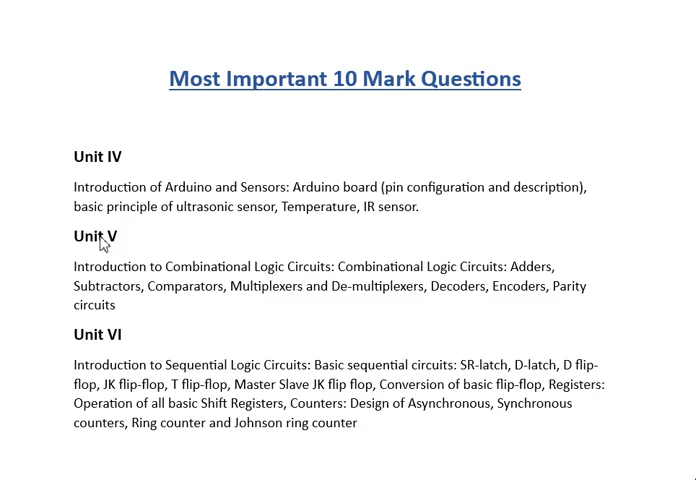 Most Important 10 Mark Questions
Unit IV
Introduction of Arduino and Sensors: Arduino board (pin configuration and description),
basic principle of ultrasonic sensor, Temperature, IR sensor.
Unit V
Introduction to Combinational Logic Circuits: Combinational Logic Circuits: Adders,
Subtractors, Comparators, Multiplexers and De-multiplexers, Decoders, Encoders, Parity
circuits
Unit VI
Introduction to Sequential Logic Circuits: Basic sequential circuits: SR-latch, D-latch, D flip-
flop, JK flip-flop, T flip-flop, Master Slave JK flip flop, Conversion of basic flip-flop, Registers:
Operation of all basic Shift Registers, Counters: Design of Asynchronous, Synchronous
counters, Ring counter and Johnson ring counter